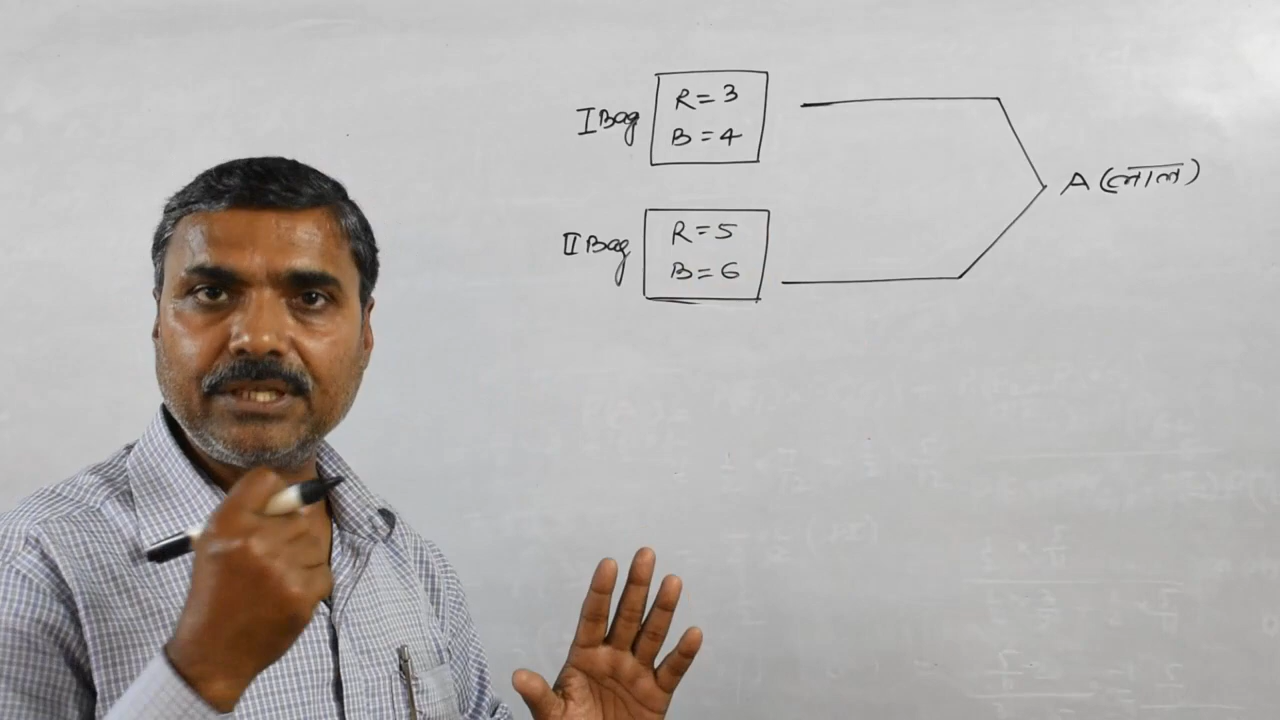 I Bag
R = 3
B = 4
A (लाल)
II Bag
R = 5
B = 6